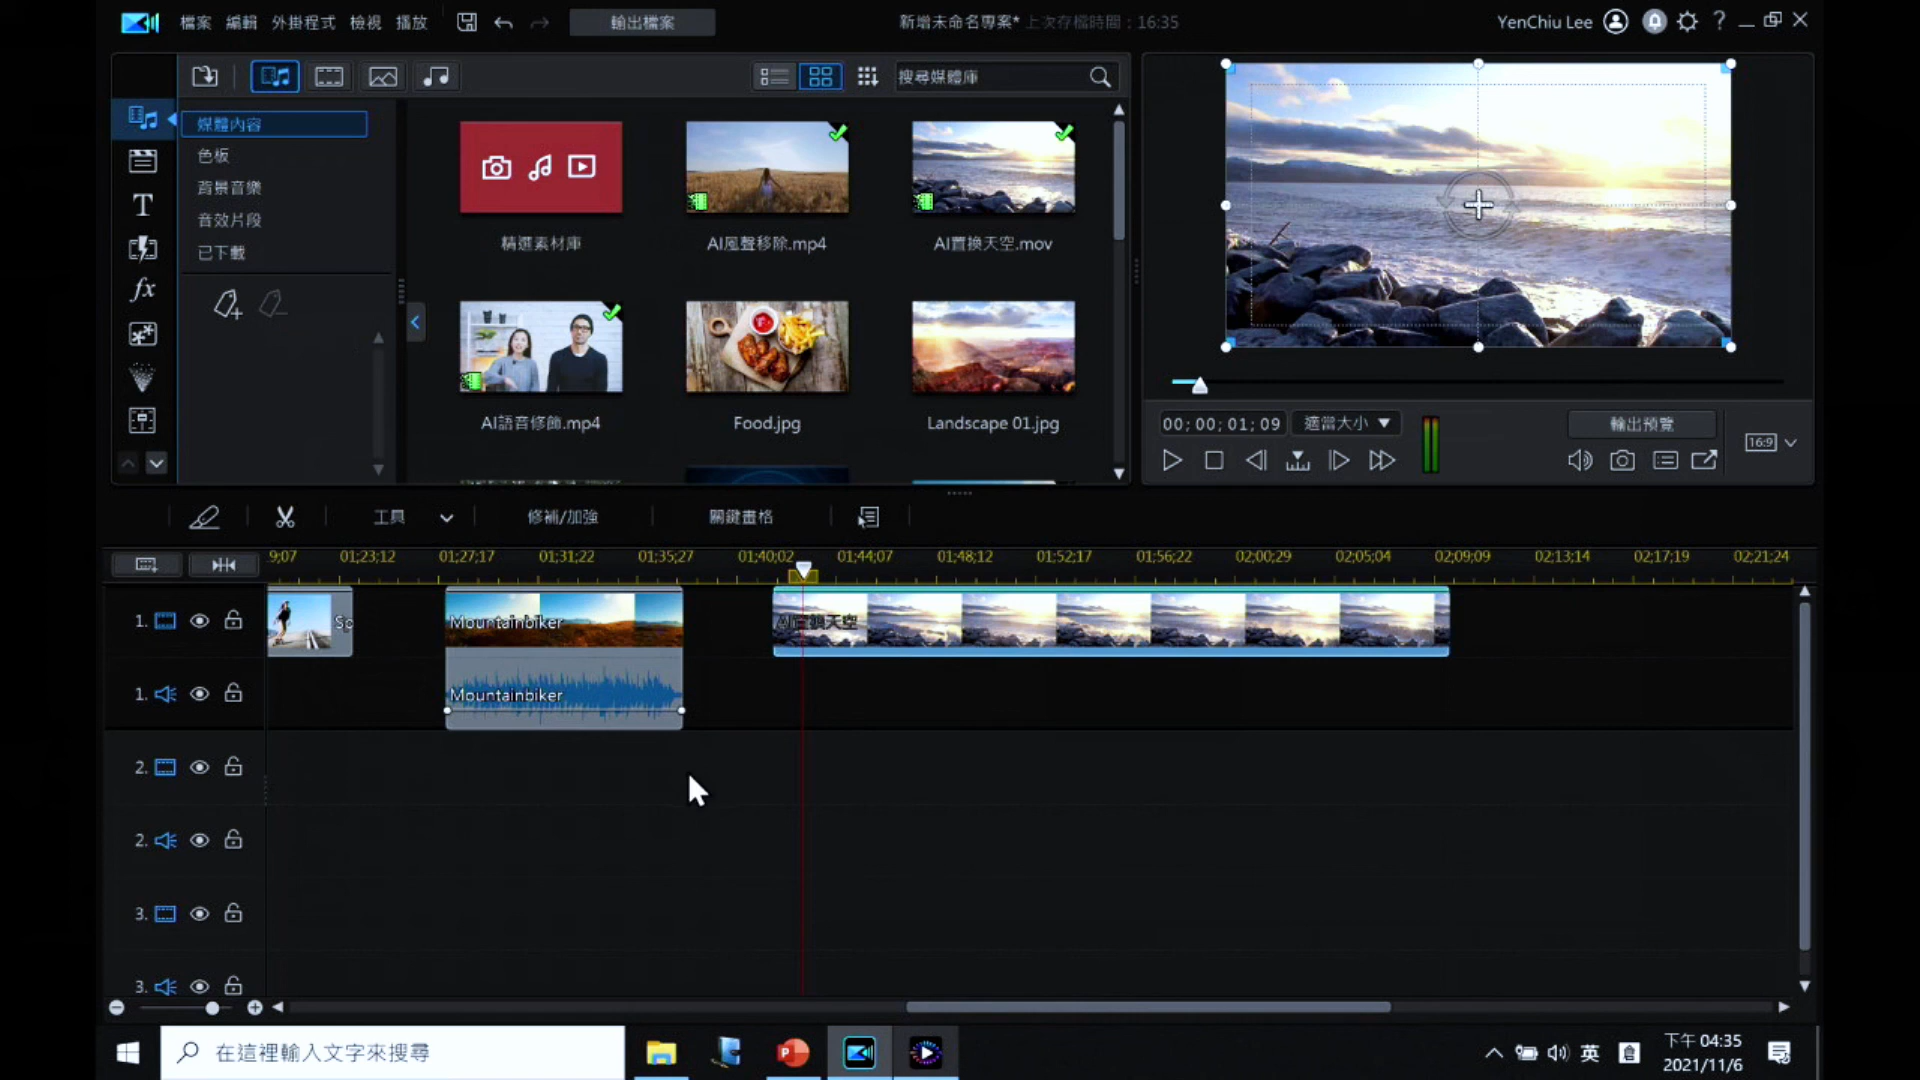 檔案 編輯 外掛程式 檢視 播放
輸出檔案
新增未命名專案* 上次存檔時間：16:35
YenChiu Lee
搜尋媒體庫
媒體內容
色板
背景音樂
音效片段
已下載
精選素材庫
AI風聲移除.mp4
AI置換天空.mov
AI語音修飾.mp4
Food.jpg
Landscape 01.jpg
00; 00; 01; 09
適當大小
輸出預覽
16:9
工具
修補/加強
關鍵畫格
9;07 01;23;12 01;27;17 01;31;22 01;35;27 01;40;02 01;44;07 01;48;12 01;52;17 01;56;22 02;00;29 02;05;04 02;09;09 02;13;14 02;17;19 02;21;24
1.
Mountainbiker
AI置換天空
1.
Mountainbiker
2.
2.
3.
3.
在這裡輸入文字來搜尋
英
下午 04:35
2021/11/6